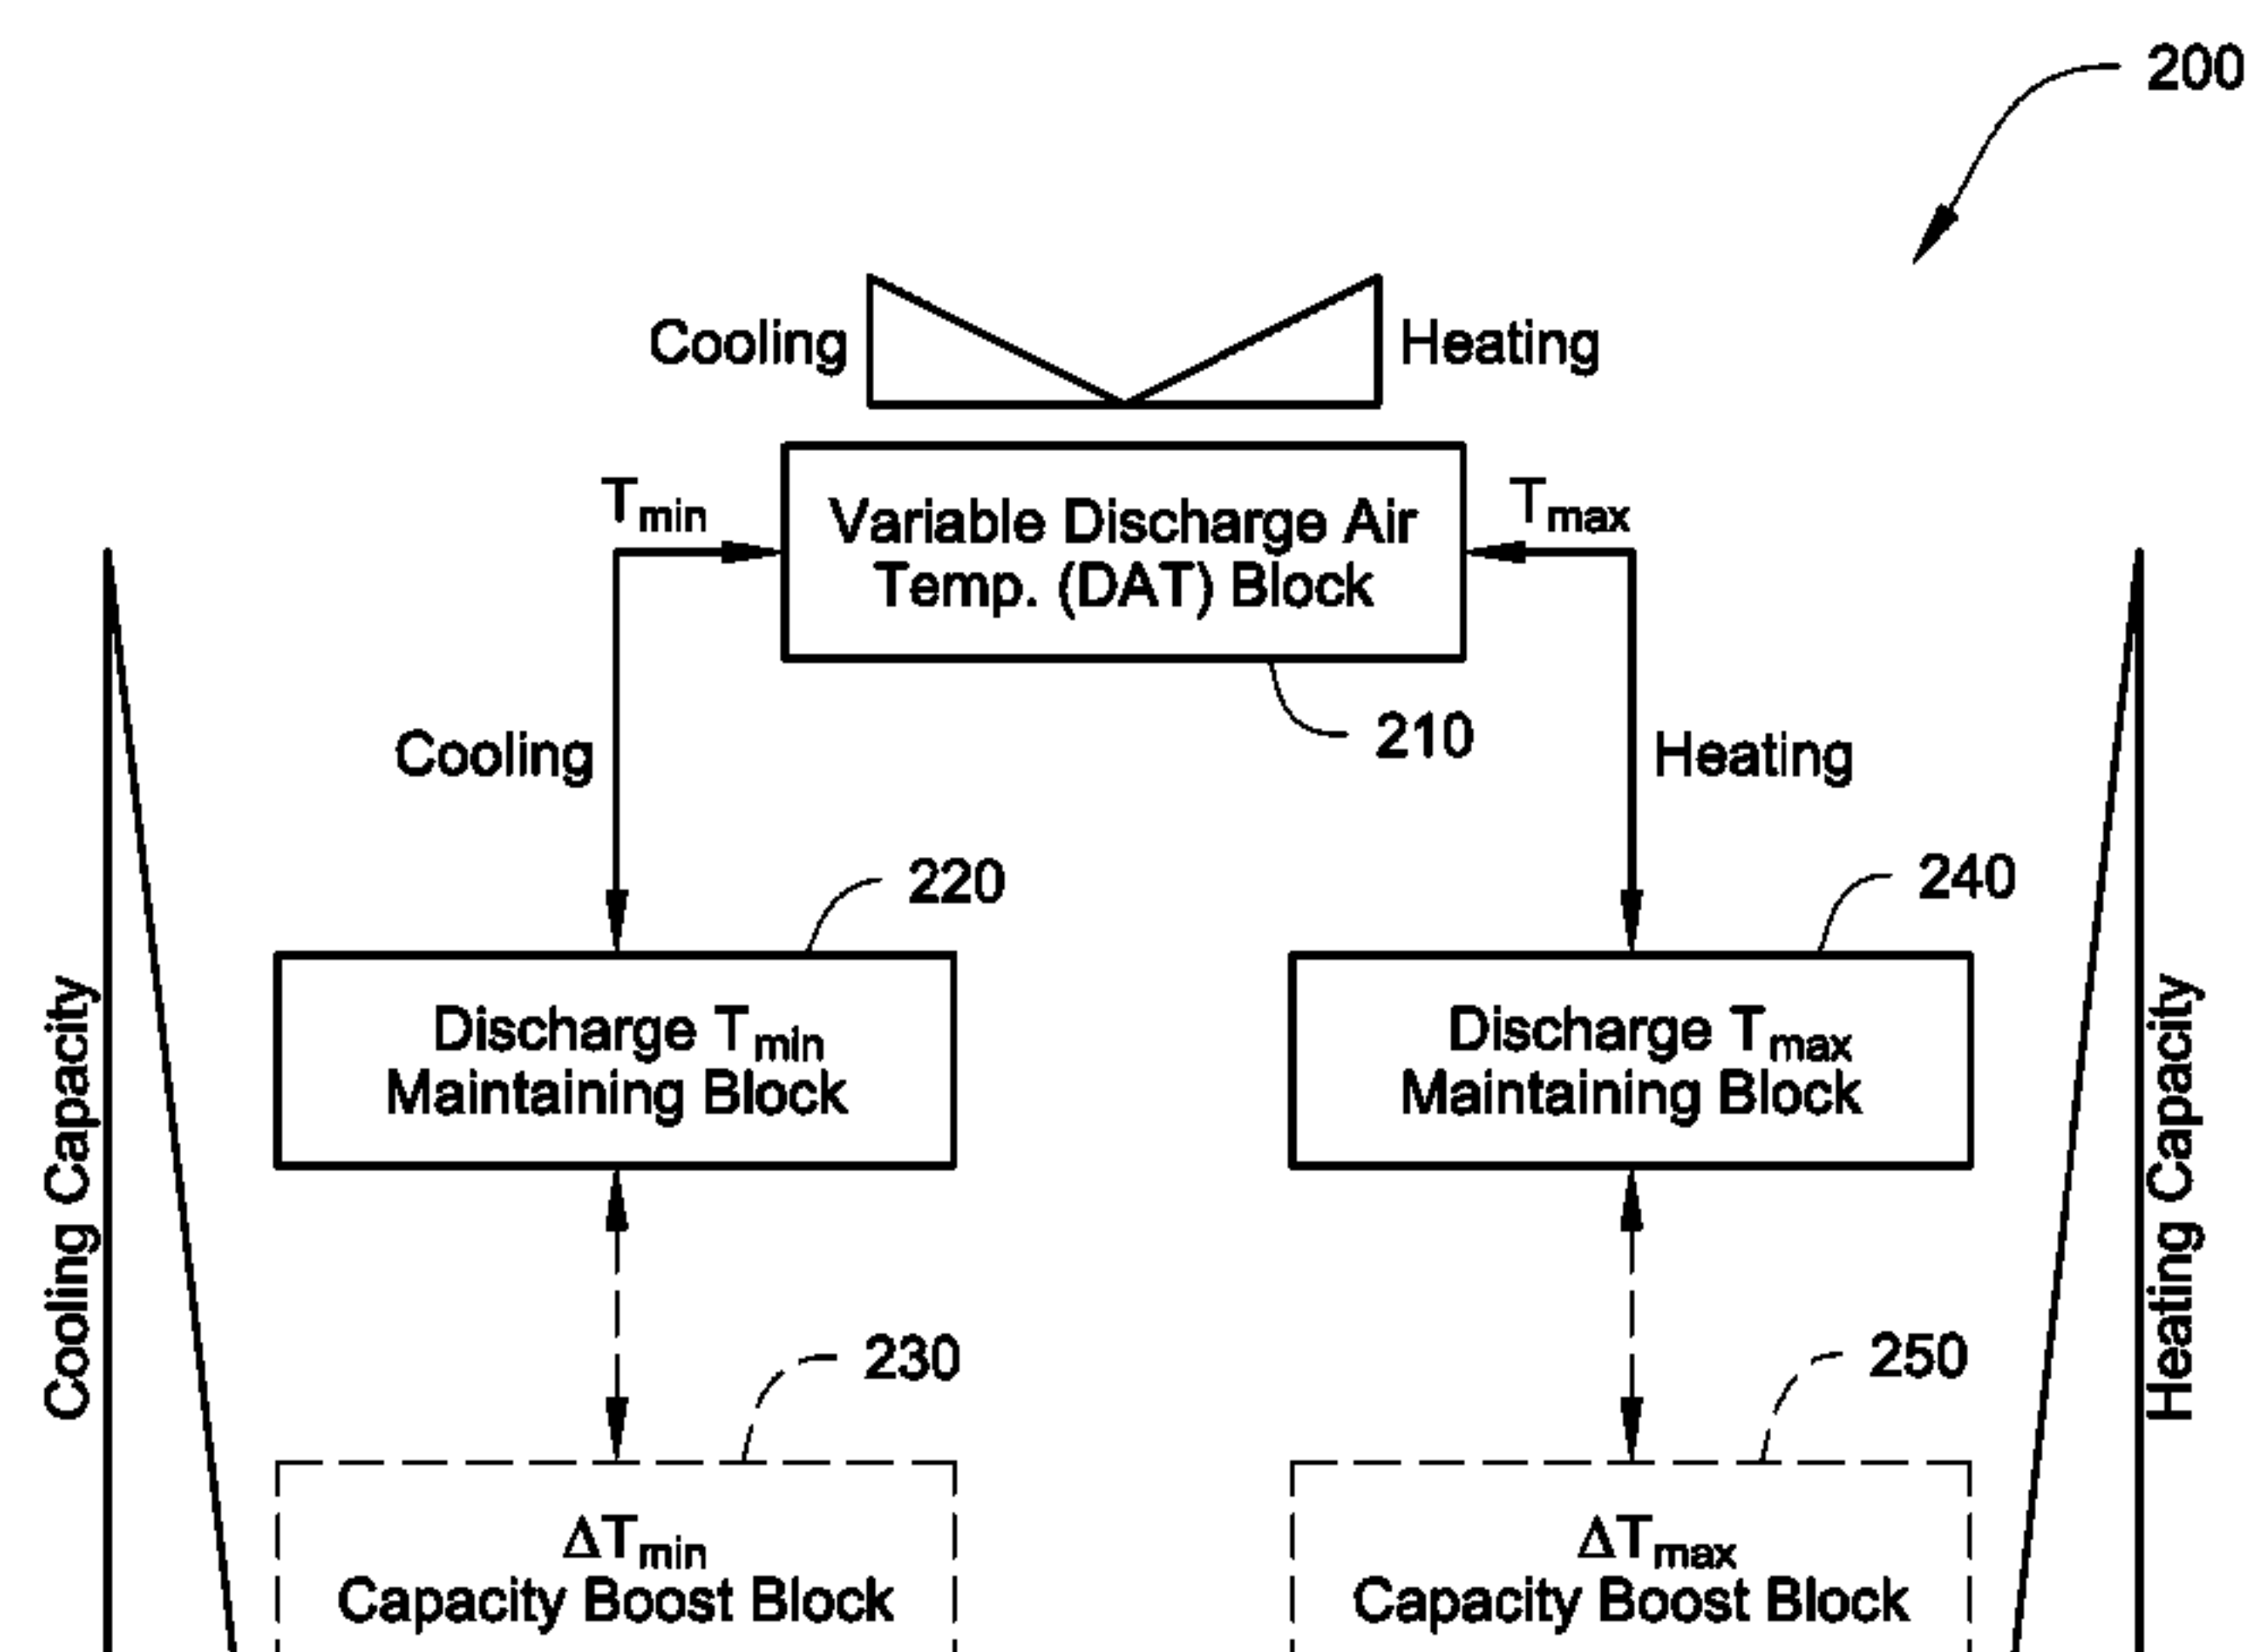 200
Cooling
Heating
Tmin
Variable Discharge Air
Temp. (DAT) Block
Tmax
210
Cooling
Heating
220
240
Discharge Tmin
Maintaining Block
Discharge Tmax
Maintaining Block
Cooling Capacity
Heating Capacity
230
250
ΔTmin
Capacity Boost Block
ΔTmax
Capacity Boost Block